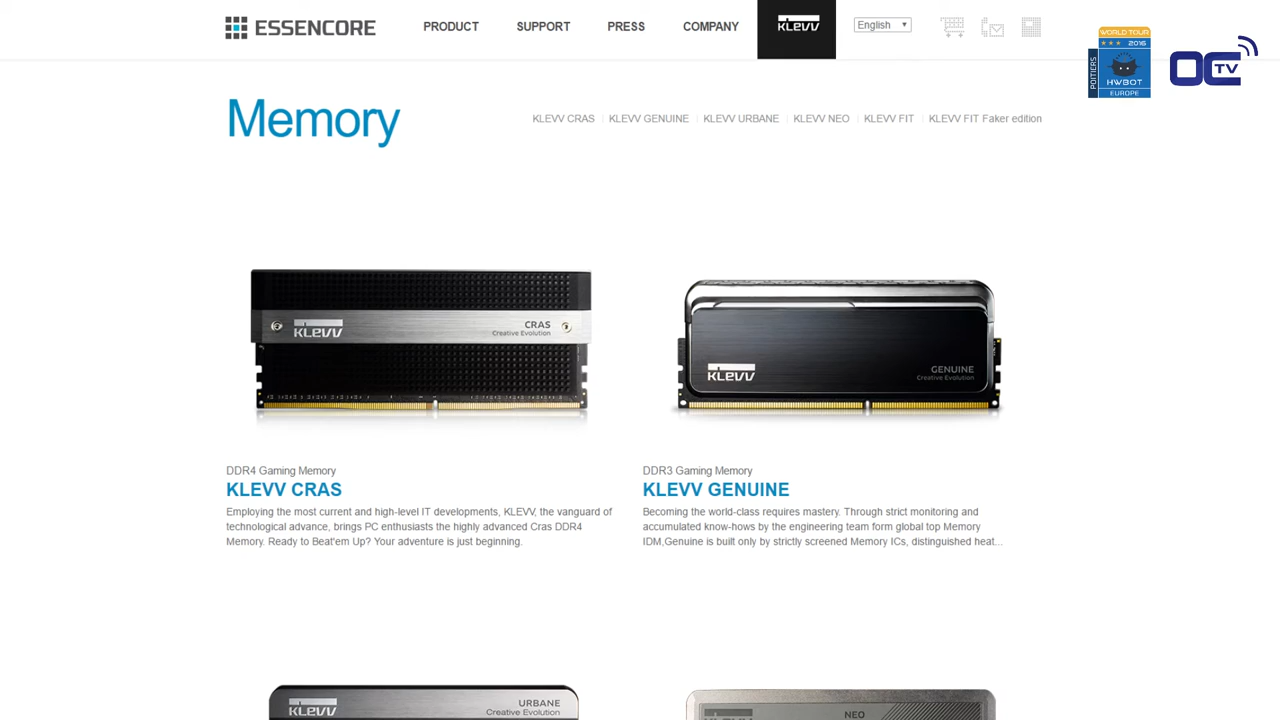 ESSENCORE
PRODUCT
SUPPORT
PRESS
COMPANY
KLEVV
English
WORLD TOUR
2016
POITIERS
HWBOT
EUROPE
OC TV
Memory
KLEVV CRAS
KLEVV GENUINE
KLEVV URBANE
KLEVV NEO
KLEVV FIT
KLEVV FIT Faker edition
KLEVV
CRAS
Creative Evolution
KLEVV
GENUINE
Creative Evolution
DDR4 Gaming Memory
KLEVV CRAS
Employing the most current and high-level IT developments, KLEVV, the vanguard of
technological advance, brings PC enthusiasts the highly advanced Cras DDR4
Memory. Ready to Beat'em Up? Your adventure is just beginning.
DDR3 Gaming Memory
KLEVV GENUINE
Becoming the world-class requires mastery. Through strict monitoring and
accumulated know-hows by the engineering team form global top Memory
IDM,Genuine is built only by strictly screened Memory ICs, distinguished heat...
KLEVV
URBANE
Creative Evolution
KLEVV
NEO